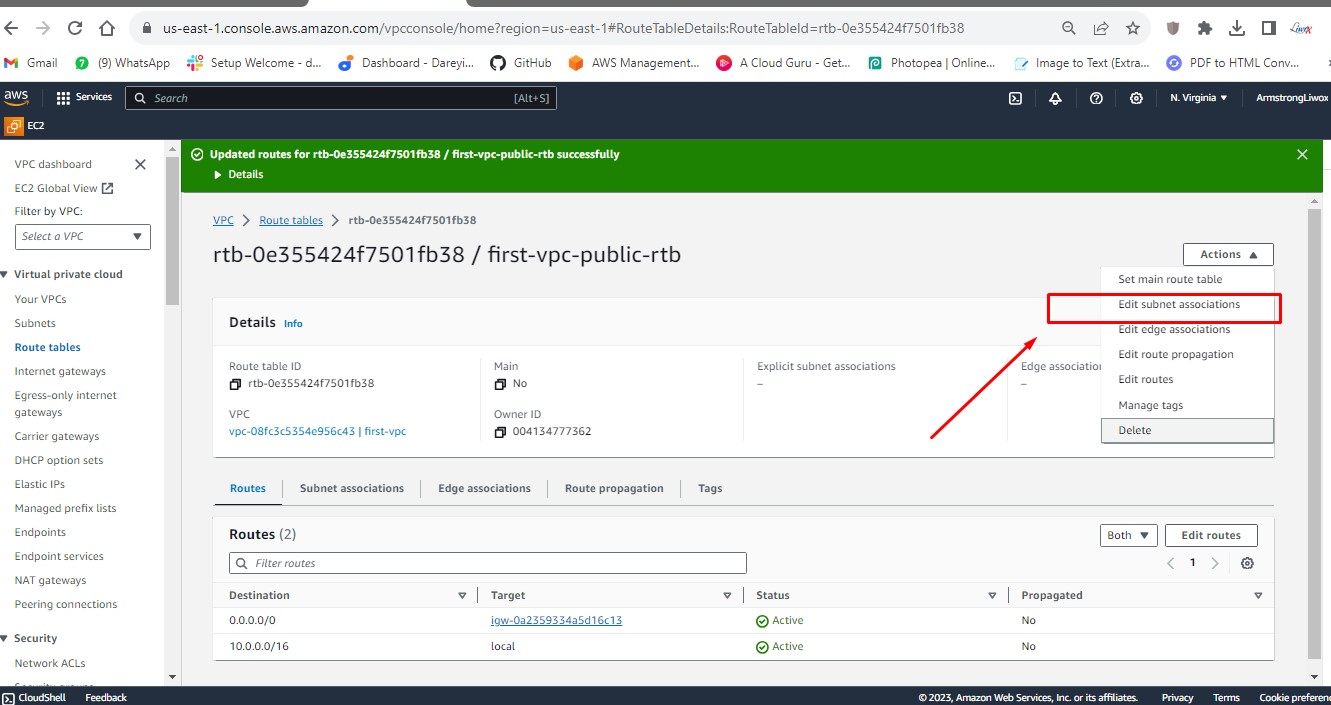 us-east-1.console.aws.amazon.com/vpcconsole/home?region=us-east-1#RouteTableDetails:RouteTableId=rtb-0e355424f7501fb38
Gmail (9) WhatsApp Setup Welcome - d... Dashboard - Dareyi... GitHub AWS Management... A Cloud Guru - Get... Photopea | Online... Image to Text (Extra... PDF to HTML Conv...
aws Services Search [Alt+S] N. Virginia ArmstrongLiwox
EC2
VPC dashboard
EC2 Global View
Filter by VPC:
Select a VPC
Virtual private cloud
Your VPCs
Subnets
Route tables
Internet gateways
Egress-only internet
gateways
Carrier gateways
DHCP option sets
Elastic IPs
Managed prefix lists
Endpoints
Endpoint services
NAT gateways
Peering connections
Security
Network ACLs
Updated routes for rtb-0e355424f7501fb38 / first-vpc-public-rtb successfully
Details
VPC Route tables rtb-0e355424f7501fb38
rtb-0e355424f7501fb38 / first-vpc-public-rtb
Actions
Set main route table
Edit subnet associations
Edit edge associations
Edit route propagation
Edit routes
Manage tags
Delete
Details Info
Route table ID
rtb-0e355424f7501fb38
VPC
vpc-08fc3c5354e956c43 | first-vpc
Main
No
Owner ID
004134777362
Explicit subnet associations
–
Edge association
–
Routes Subnet associations Edge associations Route propagation Tags
Routes (2) Both Edit routes
Filter routes 1
Destination Target Status Propagated
0.0.0.0/0 igw-0a2359334a5d16c13 Active No
10.0.0.0/16 local Active No
CloudShell Feedback © 2023, Amazon Web Services, Inc. or its affiliates. Privacy Terms Cookie preferen